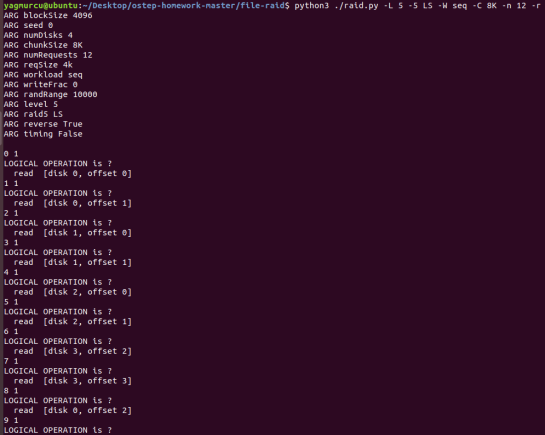 yagmurcu@ubuntu:~/Desktop/ostep-homework-master/file-raid$ python3 ./raid.py -L 5 -5 LS -W seq -C 8K -n 12 -r
ARG blockSize 4096
ARG seed 0
ARG numDisks 4
ARG chunkSize 8K
ARG numRequests 12
ARG reqSize 4k
ARG workload seq
ARG writeFrac 0
ARG randRange 10000
ARG level 5
ARG raid5 LS
ARG reverse True
ARG timing False
0 1
LOGICAL OPERATION is ?
read [disk 0, offset 0]
1 1
LOGICAL OPERATION is ?
read [disk 0, offset 1]
2 1
LOGICAL OPERATION is ?
read [disk 1, offset 0]
3 1
LOGICAL OPERATION is ?
read [disk 1, offset 1]
4 1
LOGICAL OPERATION is ?
read [disk 2, offset 0]
5 1
LOGICAL OPERATION is ?
read [disk 2, offset 1]
6 1
LOGICAL OPERATION is ?
read [disk 3, offset 2]
7 1
LOGICAL OPERATION is ?
read [disk 3, offset 3]
8 1
LOGICAL OPERATION is ?
read [disk 0, offset 2]
9 1
LOGICAL OPERATION is ?